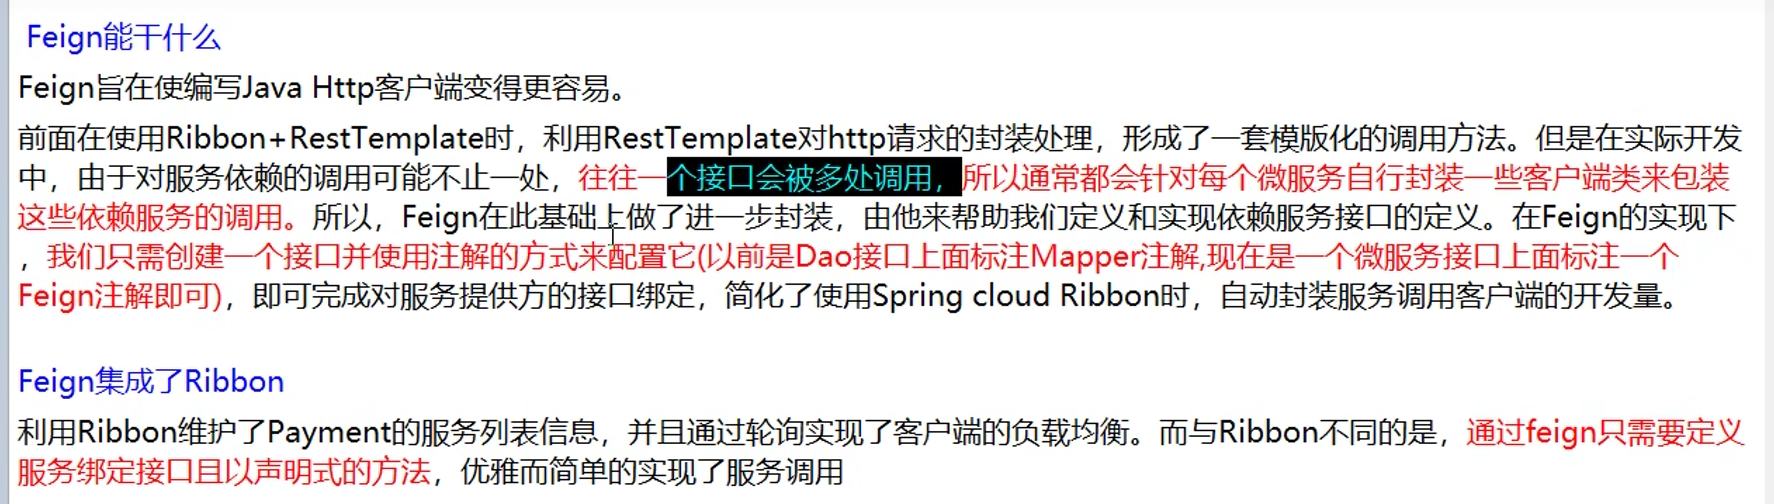 Feign能干什么
Feign旨在使编写Java Http客户端变得更容易。
前面在使用Ribbon+RestTemplate时，利用RestTemplate对http请求的封装处理，形成了一套模版化的调用方法。但是在实际开发
中，由于对服务依赖的调用可能不止一处，往往一个接口会被多处调用，所以通常都会针对每个微服务自行封装一些客户端类来包装
这些依赖服务的调用。所以，Feign在此基础上做了进一步封装，由他来帮助我们定义和实现依赖服务接口的定义。在Feign的实现下
，我们只需创建一个接口并使用注解的方式来配置它(以前是Dao接口上面标注Mapper注解,现在是一个微服务接口上面标注一个
Feign注解即可)，即可完成对服务提供方的接口绑定，简化了使用Spring cloud Ribbon时，自动封装服务调用客户端的开发量。
Feign集成了Ribbon
利用Ribbon维护了Payment的服务列表信息，并且通过轮询实现了客户端的负载均衡。而与Ribbon不同的是，通过feign只需要定义
服务绑定接口且以声明式的方法，优雅而简单的实现了服务调用